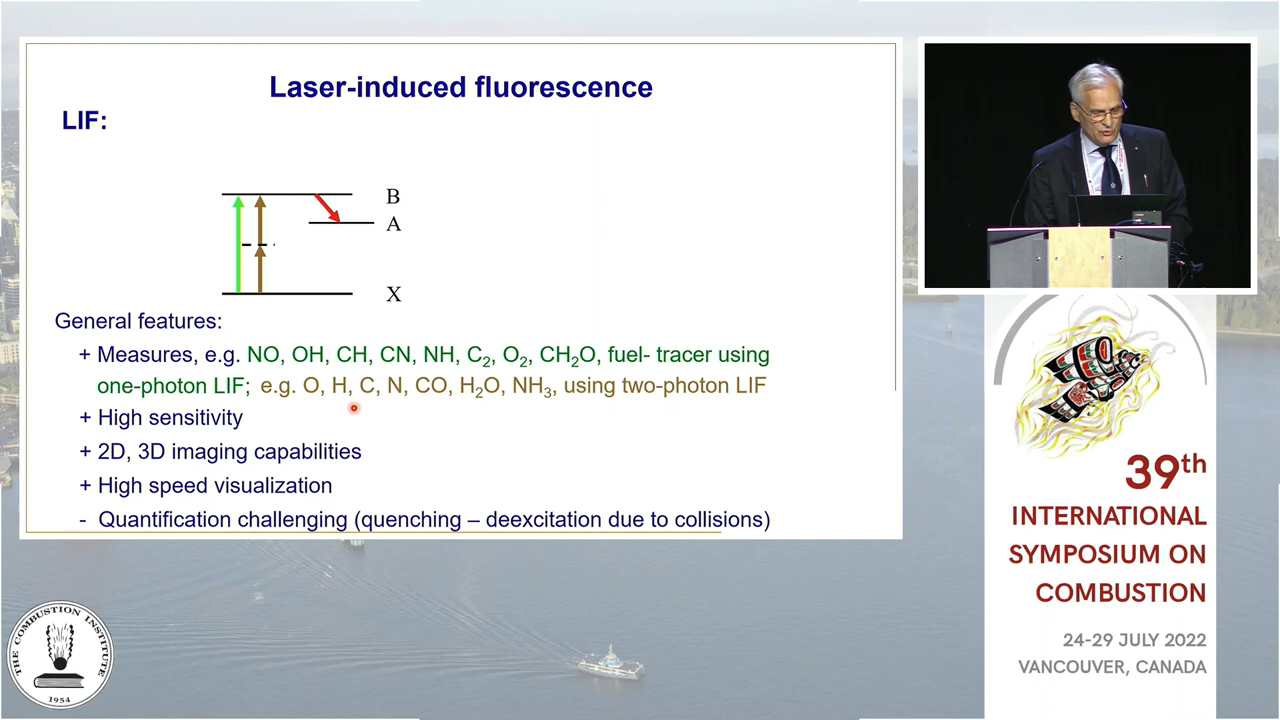 Laser-induced fluorescence
LIF:
B
A
X
General features:
+ Measures, e.g. NO, OH, CH, CN, NH, C₂, O₂, CH₂O, fuel- tracer using
one-photon LIF; e.g. O, H, C, N, CO, H₂O, NH₃, using two-photon LIF
+ High sensitivity
+ 2D, 3D imaging capabilities
+ High speed visualization
- Quantification challenging (quenching – deexcitation due to collisions)
39th
INTERNATIONAL
SYMPOSIUM ON
COMBUSTION
24-29 JULY 2022
VANCOUVER, CANADA
THE COMBUSTION INSTITUTE
1954